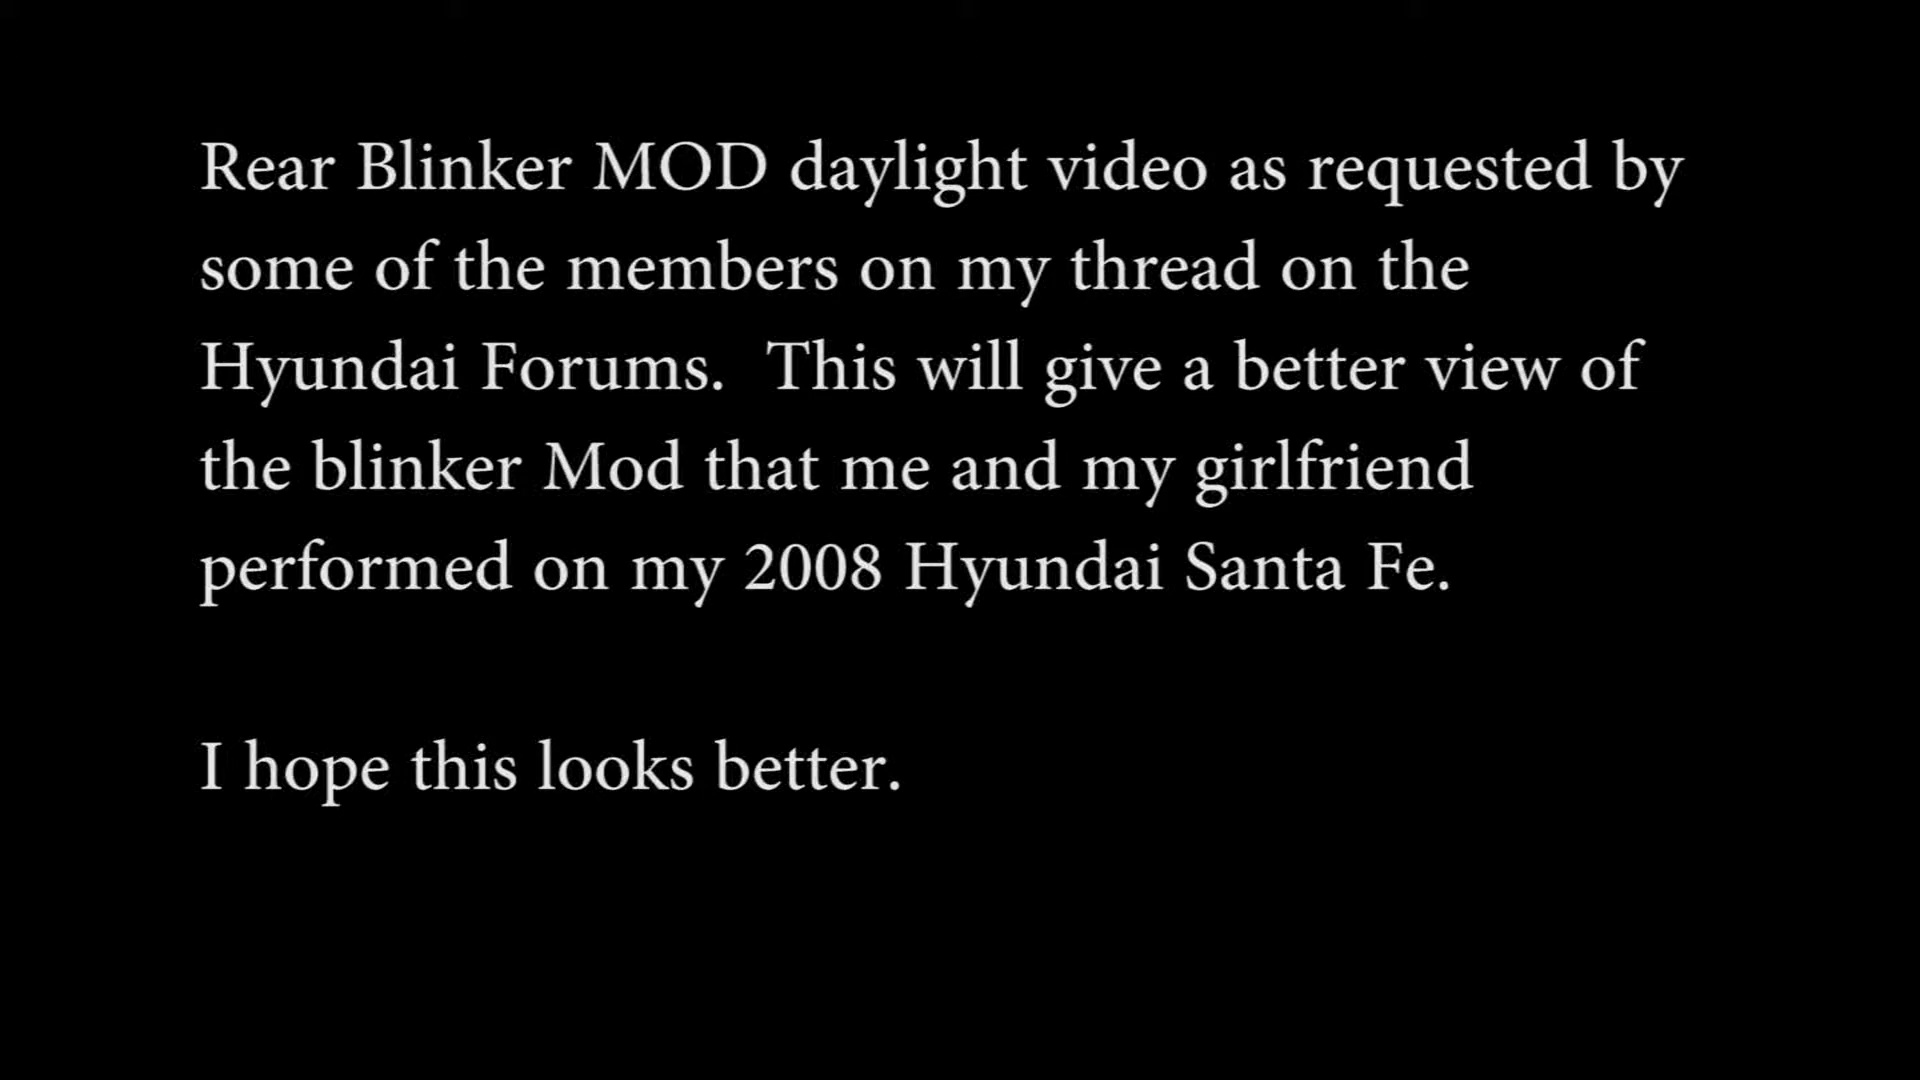 Rear Blinker MOD daylight video as requested by
some of the members on my thread on the
Hyundai Forums.  This will give a better view of
the blinker Mod that me and my girlfriend
performed on my 2008 Hyundai Santa Fe.
I hope this looks better.